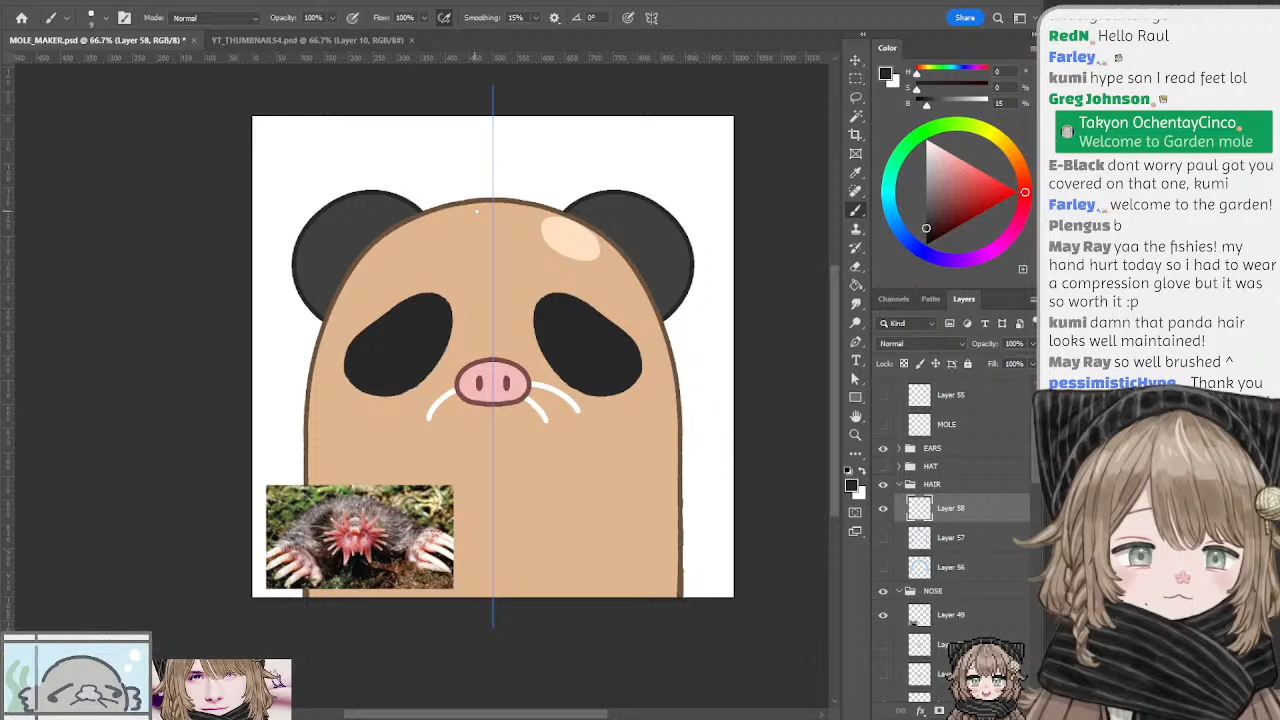 Mode: Normal Opacity: 100% Flow: 100% Smoothing: 15% 0°
Share
MOLE_MAKER.psd @ 66.7% (Layer 58, RGB/8#) *
YT_THUMBNAILS4.psd @ 66.7% (Layer 10, RGB/8#)
Color
H 0 °
S 0 %
B 15 %
Channels Paths Layers
Kind
Normal Opacity: 100%
Lock: Fill: 100%
Layer 55
MOLE
EARS
HAT
HAIR
Layer 58
Layer 57
Layer 56
NOSE
Layer 49
RedN Hello Raul
Farley
kumi hype san I read feet lol
Greg Johnson
Takyon OchentayCinco
Welcome to Garden mole
E-Black dont worry paul got you
covered on that one, kumi
Farley welcome to the garden!
Plengus b
May Ray yaa the fishies! my
hand hurt today so i had to wear
a compression glove but it was
so worth it :p
kumi damn that panda hair
looks well maintained!
May Ray so well brushed ^
pessimisticHype Thank you